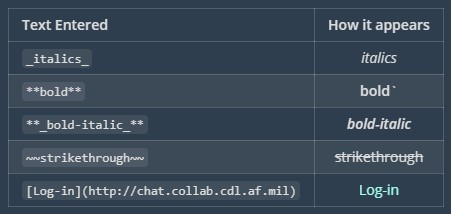 Text Entered How it appears
_italics_ italics
**bold** bold`
**_bold-italic_** bold-italic
~~strikethrough~~ strikethrough
[Log-in](http://chat.collab.cdl.af.mil) Log-in